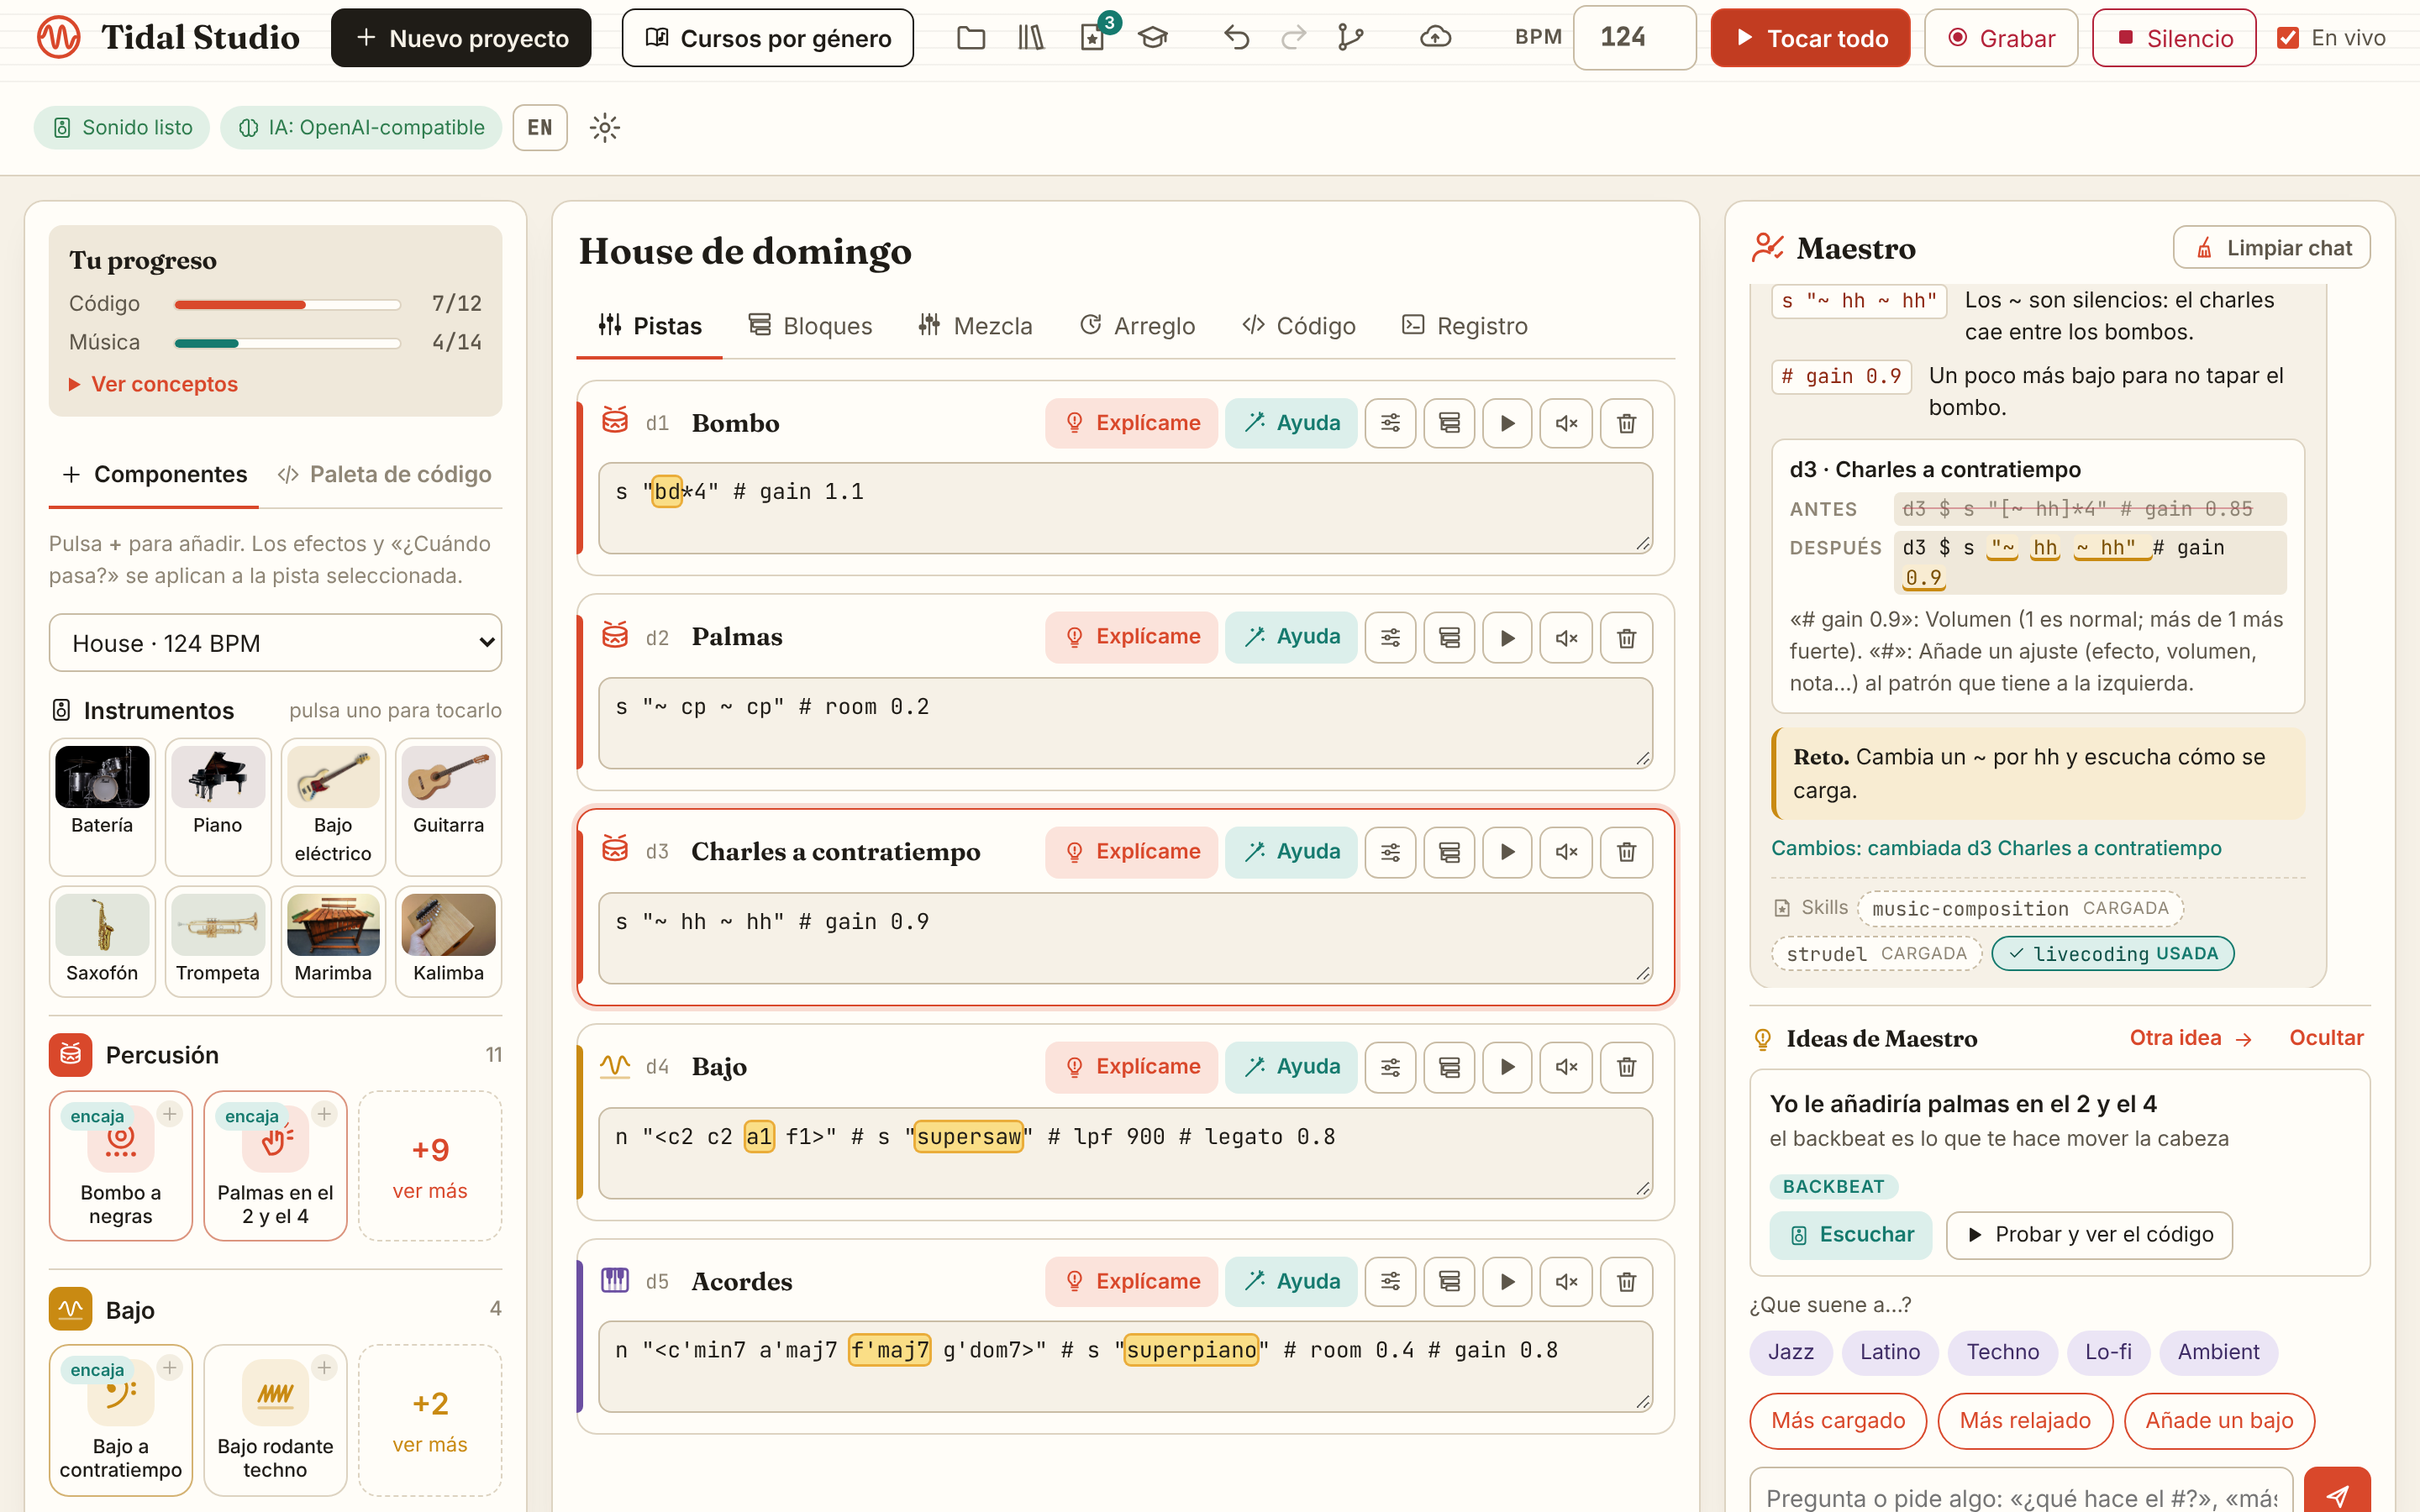 Tidal Studio
Nuevo proyecto
Cursos por género
3
BPM
124
Tocar todo
Grabar
Silencio
En vivo
Sonido listo
IA: OpenAI-compatible
EN
Tu progreso
Código
7/12
Música
4/14
Ver conceptos
+ Componentes
</> Paleta de código
Pulsa + para añadir. Los efectos y «¿Cuándo
pasa?» se aplican a la pista seleccionada.
House · 124 BPM
Instrumentos
pulsa uno para tocarlo
Batería
Piano
Bajo
eléctrico
Guitarra
Saxofón
Trompeta
Marimba
Kalimba
Percusión
11
encaja
Bombo a
negras
encaja
Palmas en el
2 y el 4
+9
ver más
Bajo
4
encaja
Bajo a
contratiempo
Bajo rodante
techno
+2
ver más
House de domingo
Pistas
Bloques
Mezcla
Arreglo
Código
Registro
d1
Bombo
Explícame
Ayuda
s "bd*4" # gain 1.1
d2
Palmas
Explícame
Ayuda
s "~ cp ~ cp" # room 0.2
d3
Charles a contratiempo
Explícame
Ayuda
s "~ hh ~ hh" # gain 0.9
d4
Bajo
Explícame
Ayuda
n "<c2 c2 a1 f1>" # s "supersaw" # lpf 900 # legato 0.8
d5
Acordes
Explícame
Ayuda
n "<c'min7 a'maj7 f'maj7 g'dom7>" # s "superpiano" # room 0.4 # gain 0.8
Maestro
Limpiar chat
s "~ hh ~ hh"
Los ~ son silencios: el charles
cae entre los bombos.
# gain 0.9
Un poco más bajo para no tapar el
bombo.
d3 · Charles a contratiempo
ANTES
d3 $ s "[~ hh]*4" # gain 0.85
DESPUÉS
d3 $ s "~ hh ~ hh" # gain
0.9
«# gain 0.9»: Volumen (1 es normal; más de 1 más
fuerte). «#»: Añade un ajuste (efecto, volumen,
nota…) al patrón que tiene a la izquierda.
Reto. Cambia un ~ por hh y escucha cómo se
carga.
Cambios: cambiada d3 Charles a contratiempo
Skills
music-composition CARGADA
strudel CARGADA
livecoding USADA
Ideas de Maestro
Otra idea →
Ocultar
Yo le añadiría palmas en el 2 y el 4
el backbeat es lo que te hace mover la cabeza
BACKBEAT
Escuchar
Probar y ver el código
¿Que suene a…?
Jazz
Latino
Techno
Lo-fi
Ambient
Más cargado
Más relajado
Añade un bajo
Pregunta o pide algo: «¿qué hace el #?», «más